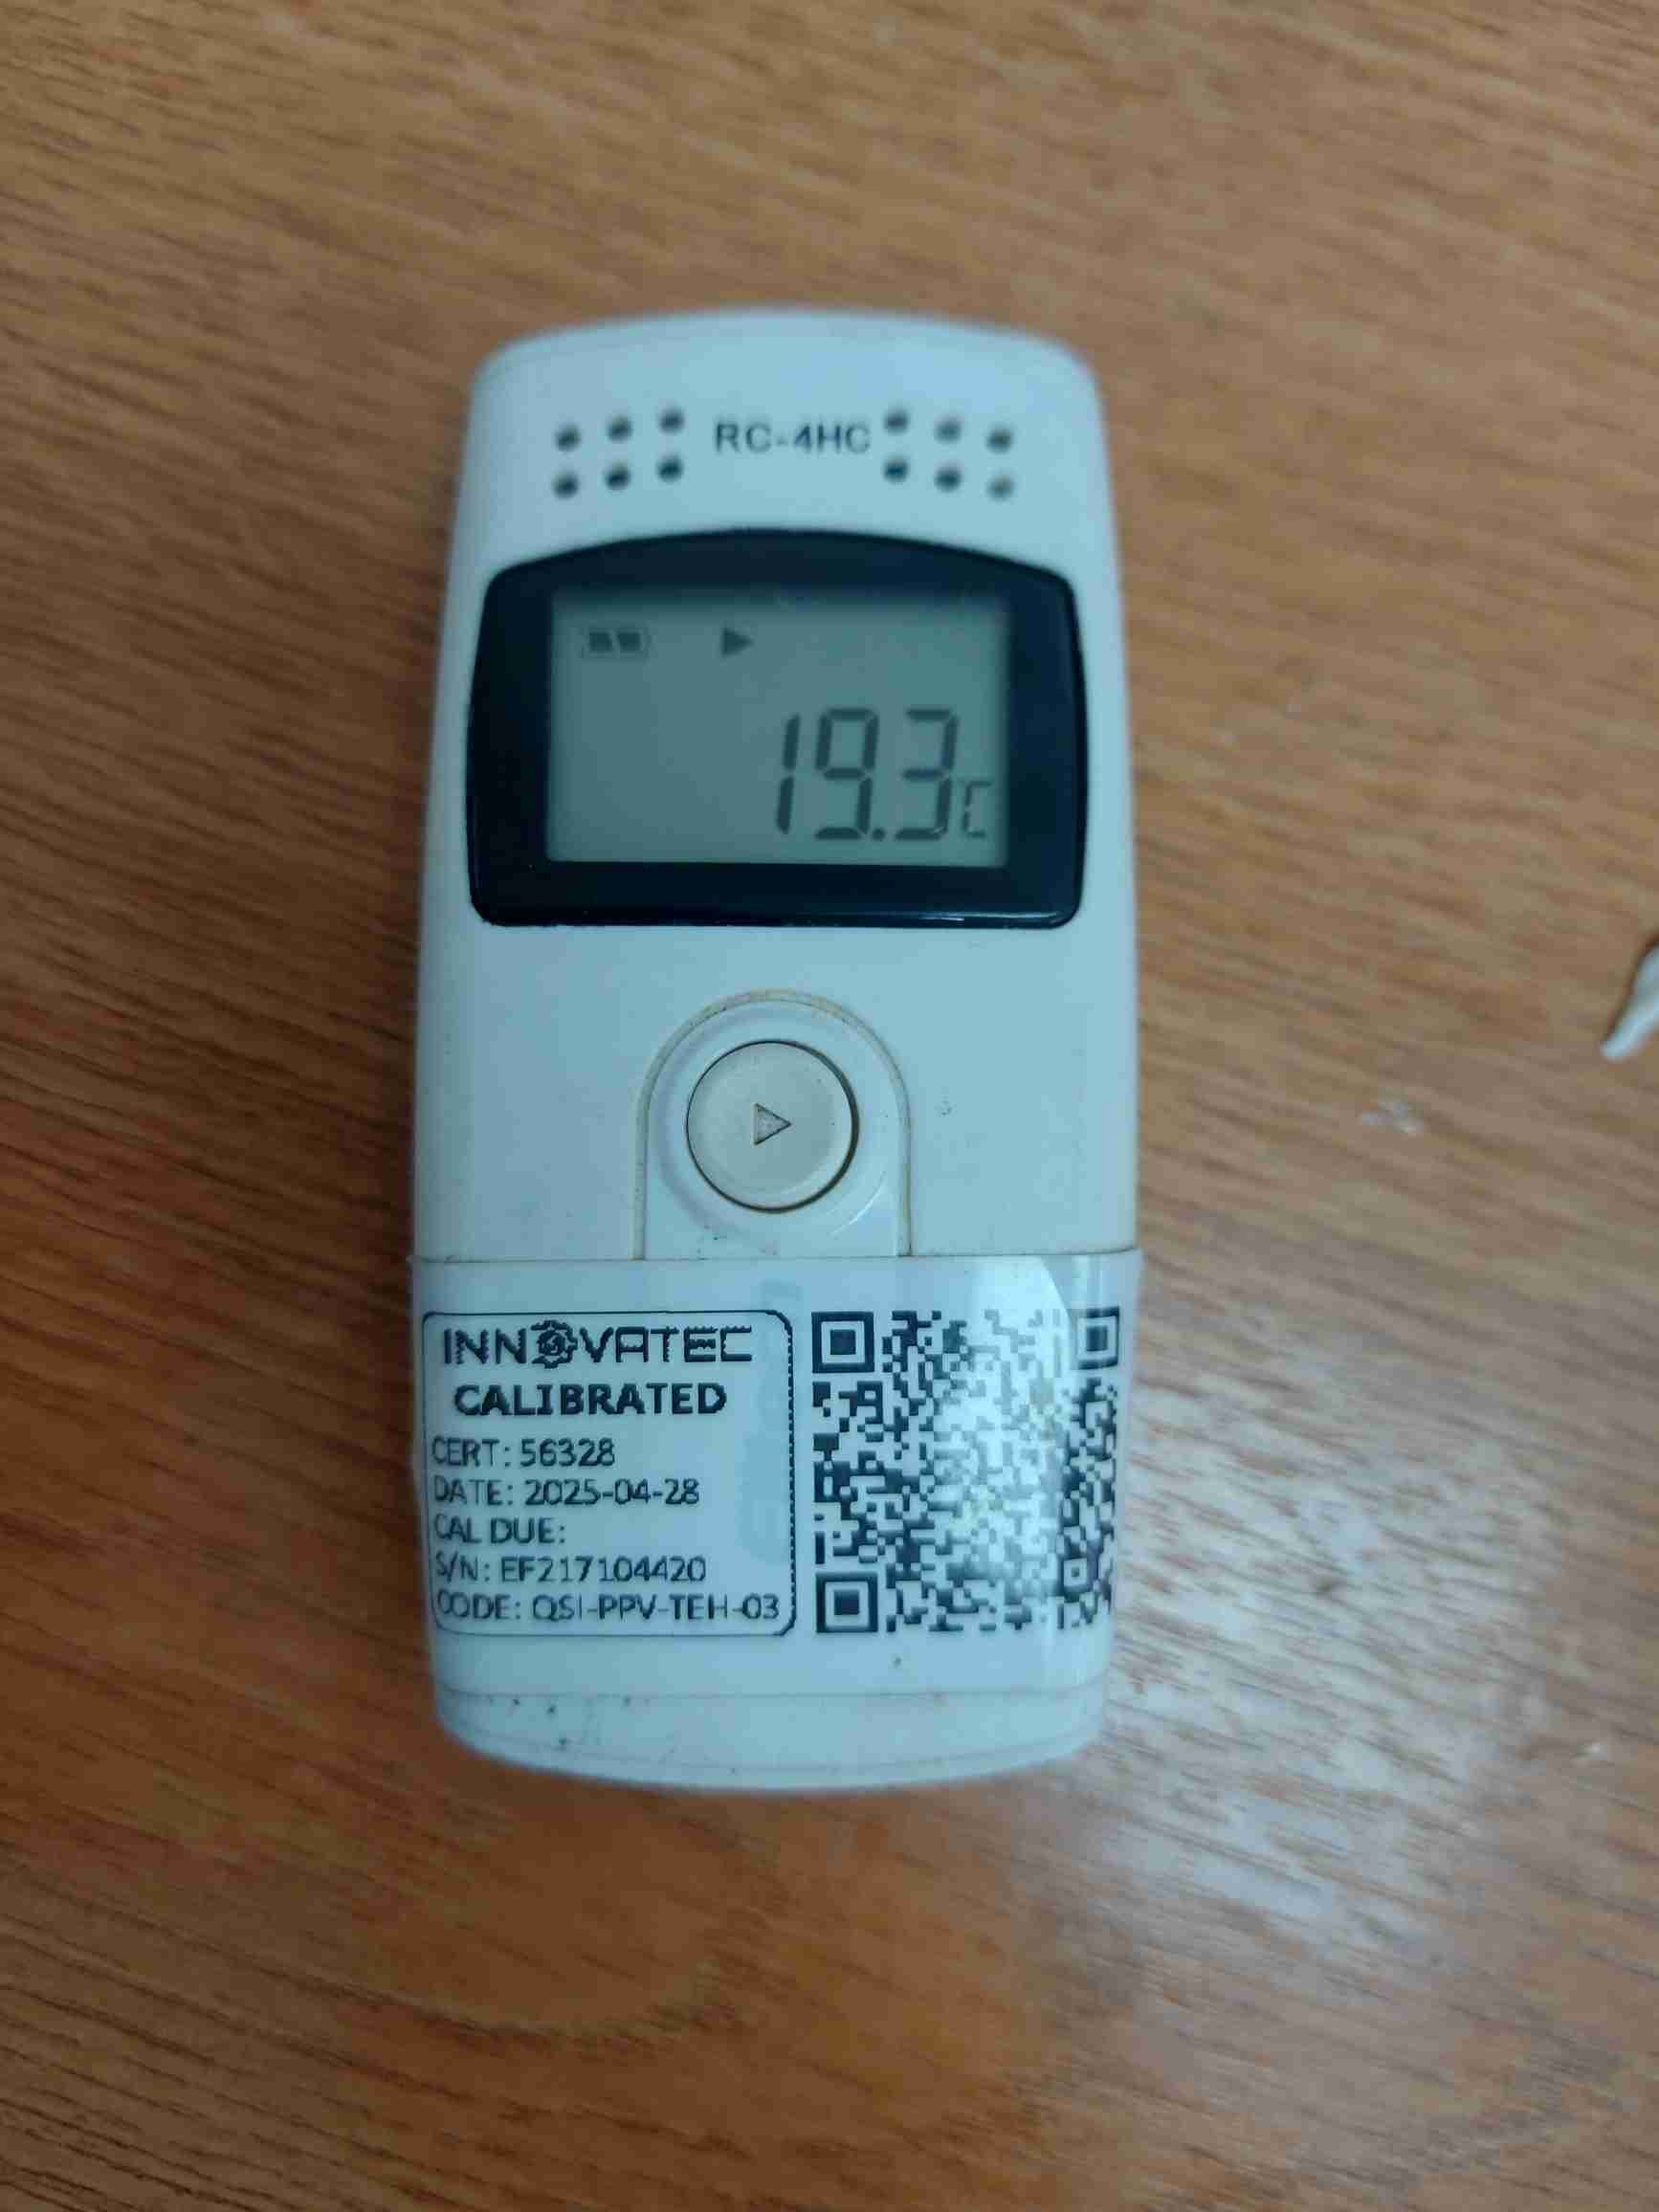 RC-4HC
19.3℃
INNOVATEC
CALIBRATED
CERT: 56328
DATE: 2025-04-28
CAL DUE:
S/N: EF217104420
CODE: QSI-PPV-TEH-03